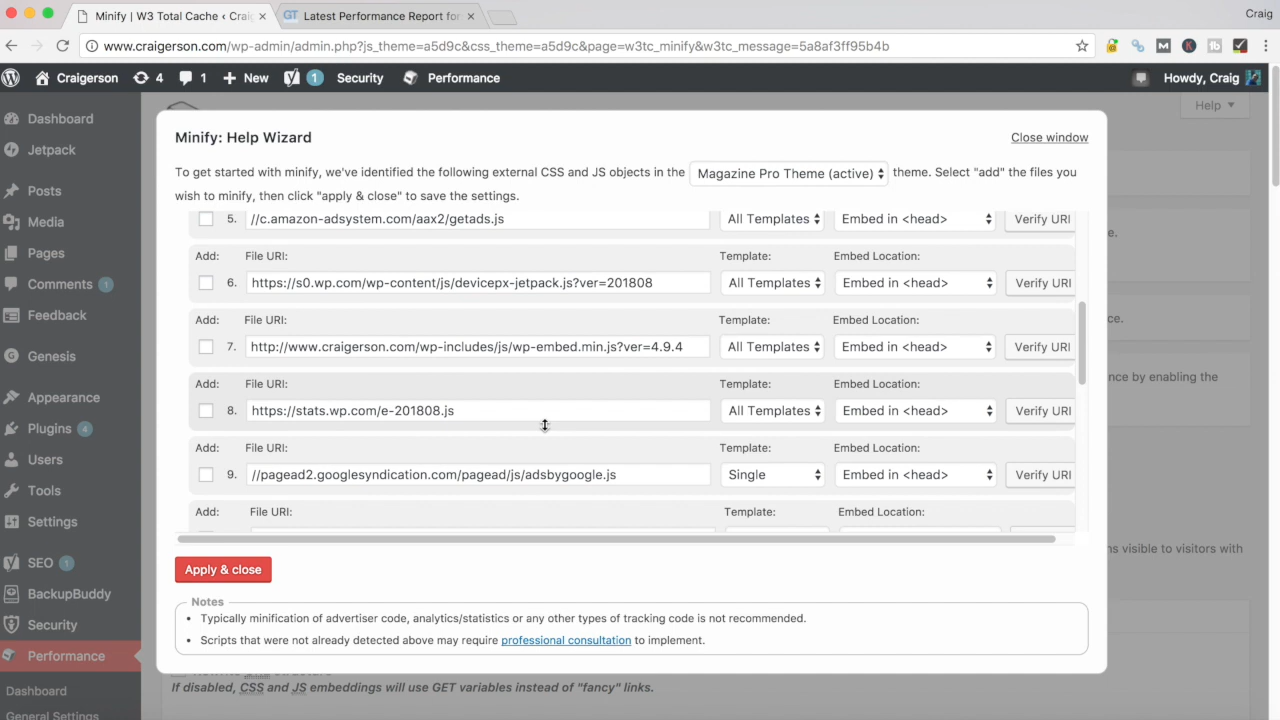 Minify | W3 Total Cache ‹ Craig
GT Latest Performance Report for
Craig
www.craigerson.com/wp-admin/admin.php?js_theme=a5d9c&css_theme=a5d9c&page=w3tc_minify&w3tc_message=5a8af3ff95b4b
Craigerson 4 1 New 1 Security Performance Howdy, Craig
Help
Dashboard
Jetpack
Posts
Media
Pages
Comments 1
Feedback
Genesis
Appearance
Plugins 4
Users
Tools
Settings
SEO 1
BackupBuddy
Security
Performance
Dashboard
General Settings
Minify: Help Wizard
Close window
To get started with minify, we've identified the following external CSS and JS objects in the Magazine Pro Theme (active) theme. Select "add" the files you
wish to minify, then click "apply & close" to save the settings.
5. //c.amazon-adsystem.com/aax2/getads.js All Templates Embed in <head> Verify URI
Add: File URI: Template: Embed Location:
6. https://s0.wp.com/wp-content/js/devicepx-jetpack.js?ver=201808 All Templates Embed in <head> Verify URI
Add: File URI: Template: Embed Location:
7. http://www.craigerson.com/wp-includes/js/wp-embed.min.js?ver=4.9.4 All Templates Embed in <head> Verify URI
Add: File URI: Template: Embed Location:
8. https://stats.wp.com/e-201808.js All Templates Embed in <head> Verify URI
Add: File URI: Template: Embed Location:
9. //pagead2.googlesyndication.com/pagead/js/adsbygoogle.js Single Embed in <head> Verify URI
Add: File URI: Template: Embed Location:
Apply & close
Notes
Typically minification of advertiser code, analytics/statistics or any other types of tracking code is not recommended.
Scripts that were not already detected above may require professional consultation to implement.
e.
ce.
nce by enabling the
ns visible to visitors with
If disabled, CSS and JS embeddings will use GET variables instead of "fancy" links.